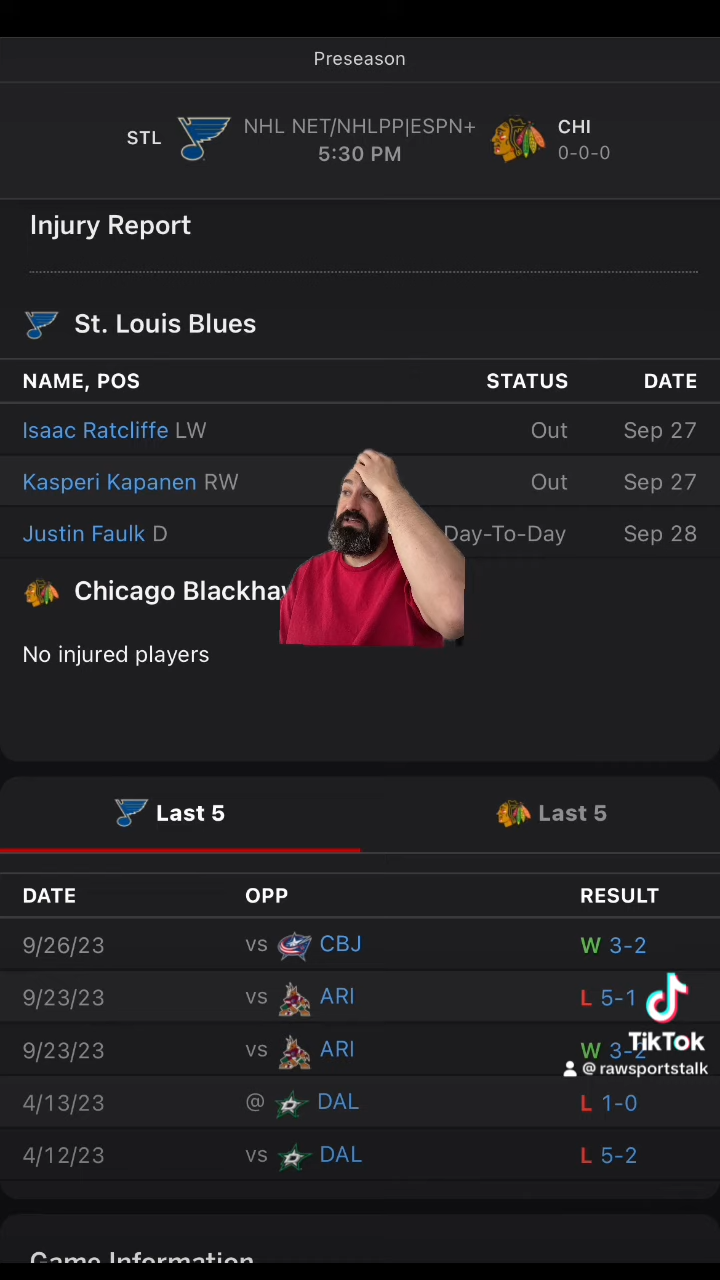 Preseason
STL NHL NET/NHLPP|ESPN+ CHI
5:30 PM 0-0-0
Injury Report
St. Louis Blues
NAME, POS STATUS DATE
Isaac Ratcliffe LW Out Sep 27
Kasperi Kapanen RW Out Sep 27
Justin Faulk D Day-To-Day Sep 28
Chicago Blackhaw
No injured players
Last 5 Last 5
DATE OPP RESULT
9/26/23 vs CBJ W 3-2
9/23/23 vs ARI L 5-1
9/23/23 vs ARI W 3-2
TikTok
@rawsportstalk
4/13/23 @ DAL L 1-0
4/12/23 vs DAL L 5-2
Game Information